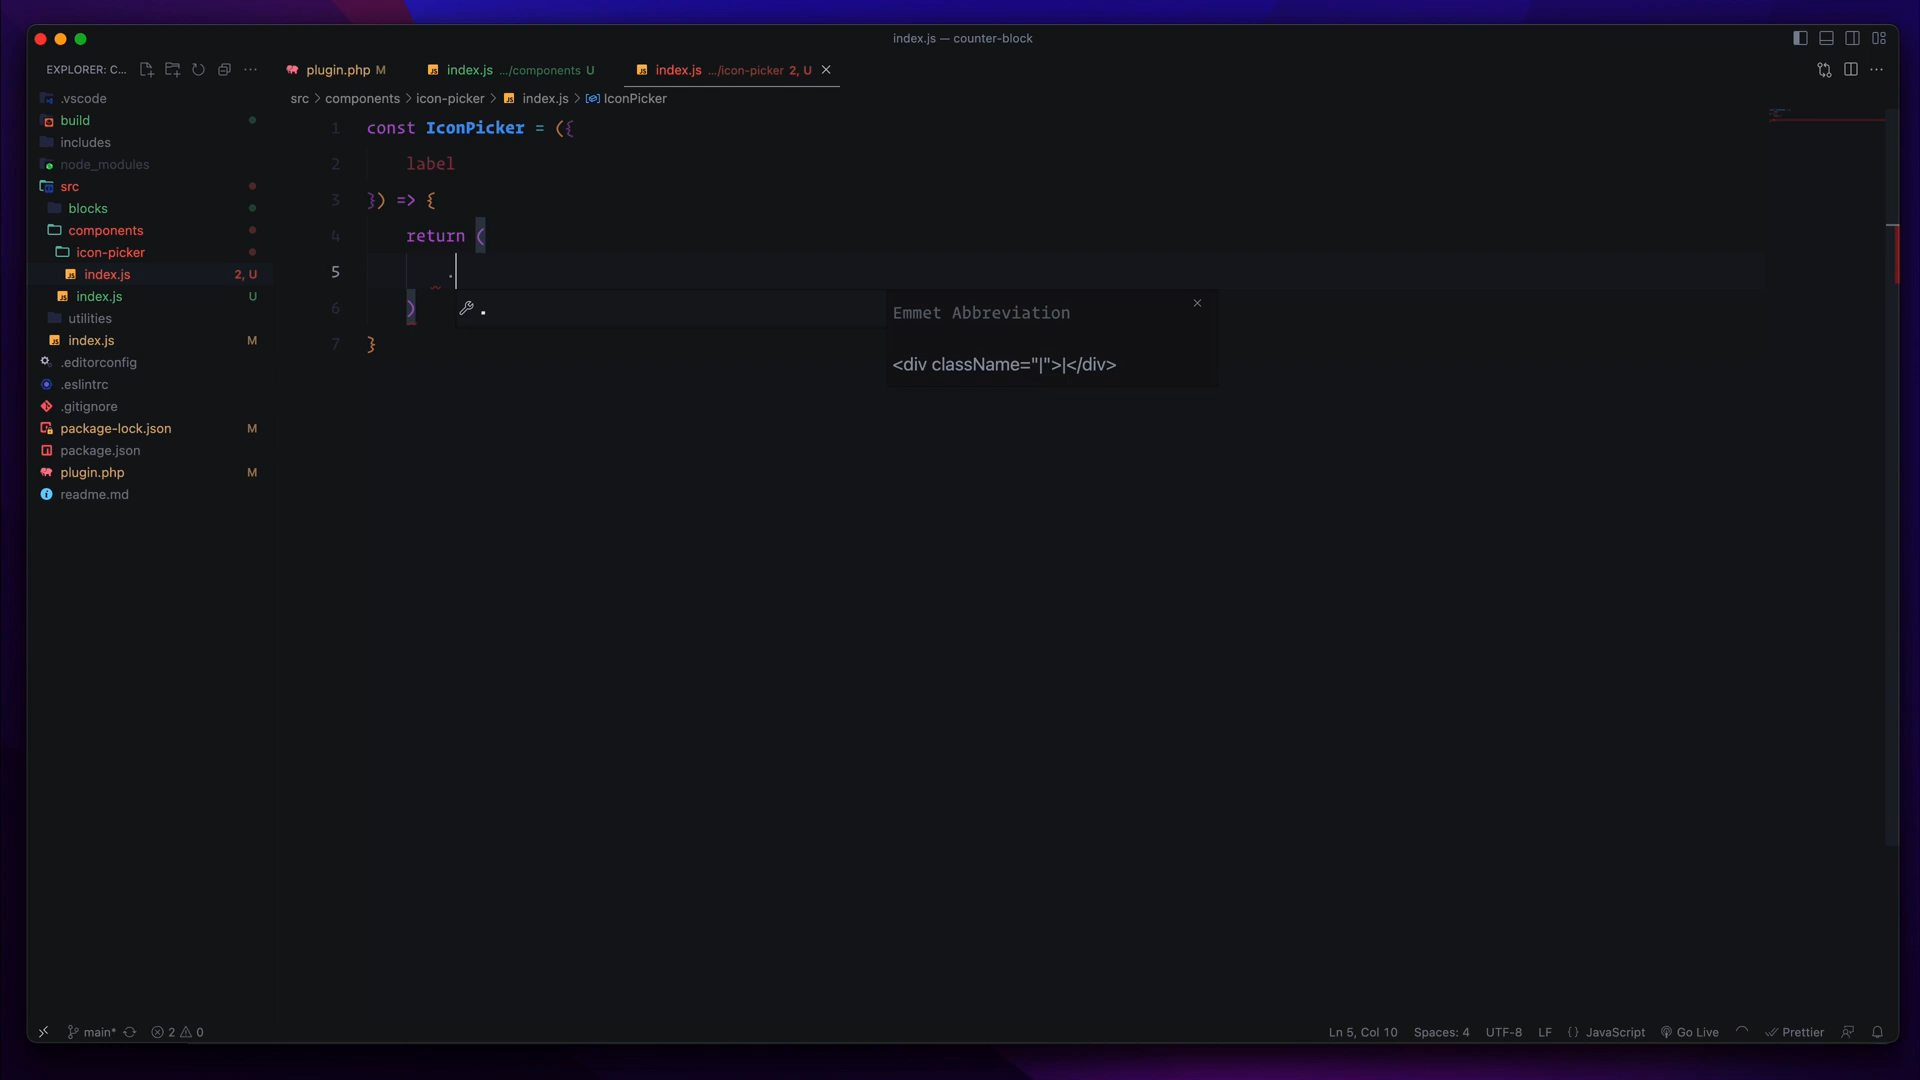 index.js — counter-block
EXPLORER: C...
plugin.php M
index.js .../components U
index.js .../icon-picker 2, U
src > components > icon-picker > index.js > IconPicker
.vscode
build
includes
node_modules
src
blocks
components
icon-picker
index.js 2, U
index.js U
utilities
index.js M
.editorconfig
.eslintrc
.gitignore
package-lock.json M
package.json
plugin.php M
readme.md
1 const IconPicker = ({
2 label
3 }) => {
4 return (
5 .
6 )
7 }
.
Emmet Abbreviation
<div className="|">|</div>
main* 2 0
Ln 5, Col 10 Spaces: 4 UTF-8 LF {} JavaScript Go Live Prettier